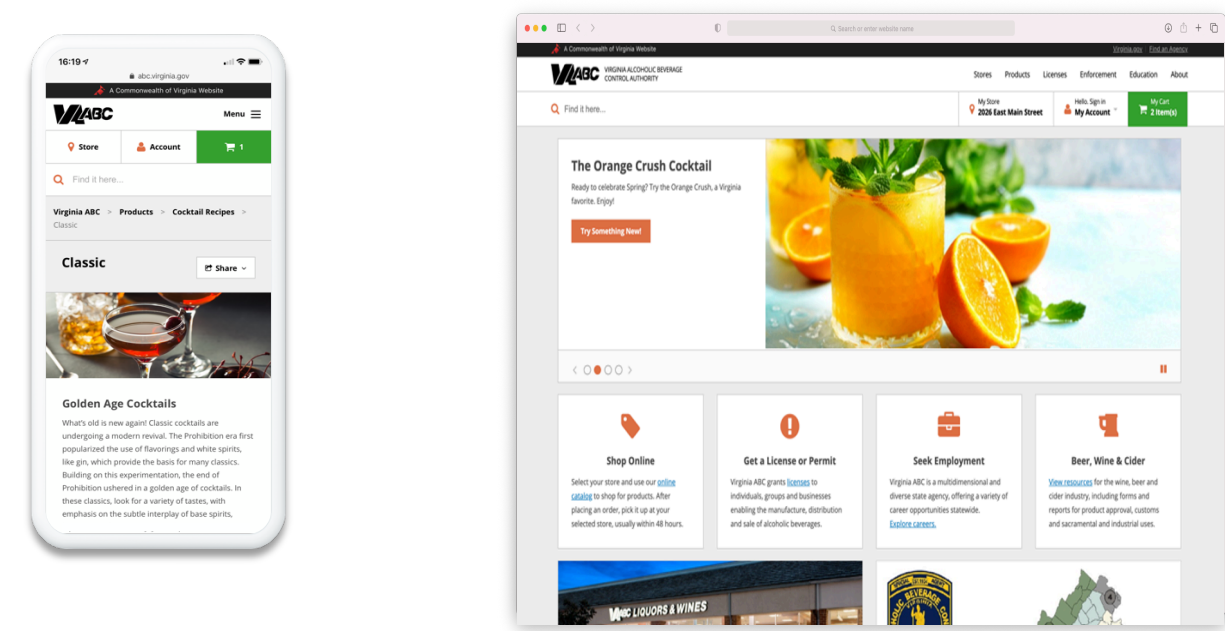 16:19
abc.virginia.gov
A Commonwealth of Virginia Website
VA ABC
Menu
Store
Account
1
Find it here...
Virginia ABC > Products > Cocktail Recipes >
Classic
Classic
Share
Golden Age Cocktails
What's old is new again! Classic cocktails are
undergoing a modern revival. The Prohibition era first
popularized the use of flavorings and white spirits,
like gin, which provide the basis for many classics.
Building on this experimentation, the end of
Prohibition ushered in a golden age of cocktails. In
these classics, look for a variety of tastes, with
emphasis on the subtle interplay of base spirits,
Search or enter website name
A Commonwealth of Virginia Website
Virginia.gov Find an Agency
VA ABC
VIRGINIA ALCOHOLIC BEVERAGE
CONTROL AUTHORITY
Stores Products Licenses Enforcement Education About
Find it here...
My Store
2026 East Main Street
Hello. Sign in
My Account
My Cart
2 Item(s)
The Orange Crush Cocktail
Ready to celebrate Spring? Try the Orange Crush, a Virginia
favorite. Enjoy!
Try Something New!
Shop Online
Select your store and use our online
catalog to shop for products. After
placing an order, pick it up at your
selected store, usually within 48 hours.
Get a License or Permit
Virginia ABC grants licenses to
individuals, groups and businesses
enabling the manufacture, distribution
and sale of alcoholic beverages.
Seek Employment
Virginia ABC is a multidimensional and
diverse state agency, offering a variety of
career opportunities statewide.
Explore careers.
Beer, Wine & Cider
View resources for the wine, beer and
cider industry, including forms and
reports for product approval, customs
and sacramental and industrial uses.
VA ABC LIQUORS & WINES
SPECIAL AGENT
VIRGINIA
4